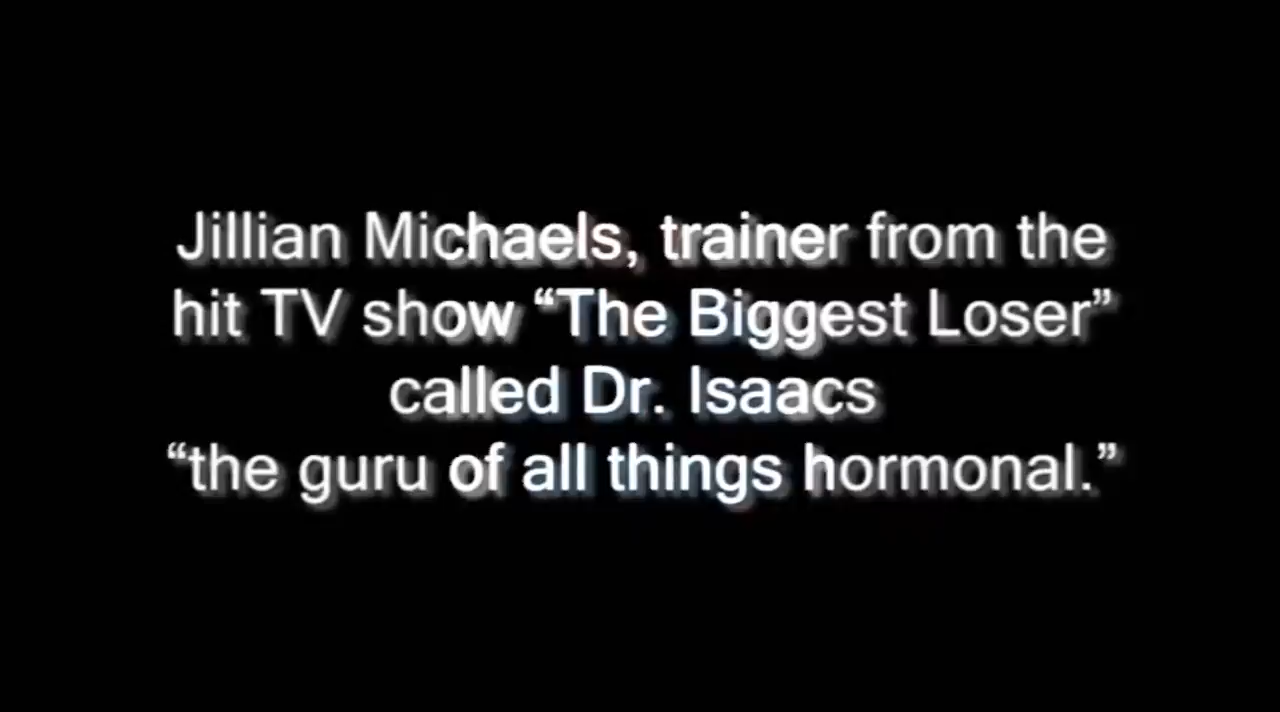 Jillian Michaels, trainer from the
hit TV show “The Biggest Loser”
called Dr. Isaacs
“the guru of all things hormonal.”